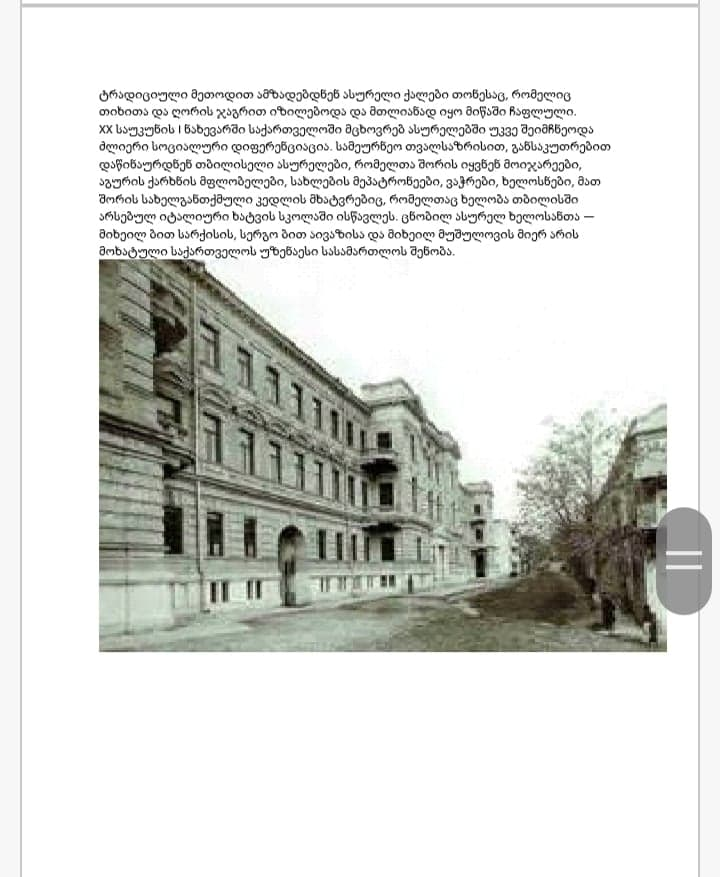 ტრადიციული მეთოდით ამზადებდნენ ასურელი ქალები თონესაც, რომელიც
თიხითა და ღორის ჯაგრით იზილებოდა და მთლიანად იყო მიწაში ჩაფლული.
XX საუკუნის I ნახევარში საქართველოში მცხოვრებ ასურელებში უკვე შეიმჩნეოდა
ძლიერი სოციალური დიფერენციაცია. სამეურნეო თვალსაზრისით, განსაკუთრებით
დაწინაურდნენ თბილისელი ასურელები, რომელთა შორის იყვნენ მოიჯარეები,
აგურის ქარხნის მფლობელები, სახლების მეპატრონეები, ვაჭრები, ხელოსნები, მათ
შორის სახელგანთქმული კედლის მხატვრებიც, რომელთაც ხელობა თბილისში
არსებულ იტალიური ხატვის სკოლაში ისწავლეს. ცნობილ ასურელ ხელოსანთა —
მიხეილ ბით სარქისის, სერგო ბით აივაზისა და მიხეილ მუშულოვის მიერ არის
მოხატული საქართველოს უზენაესი სასამართლოს შენობა.